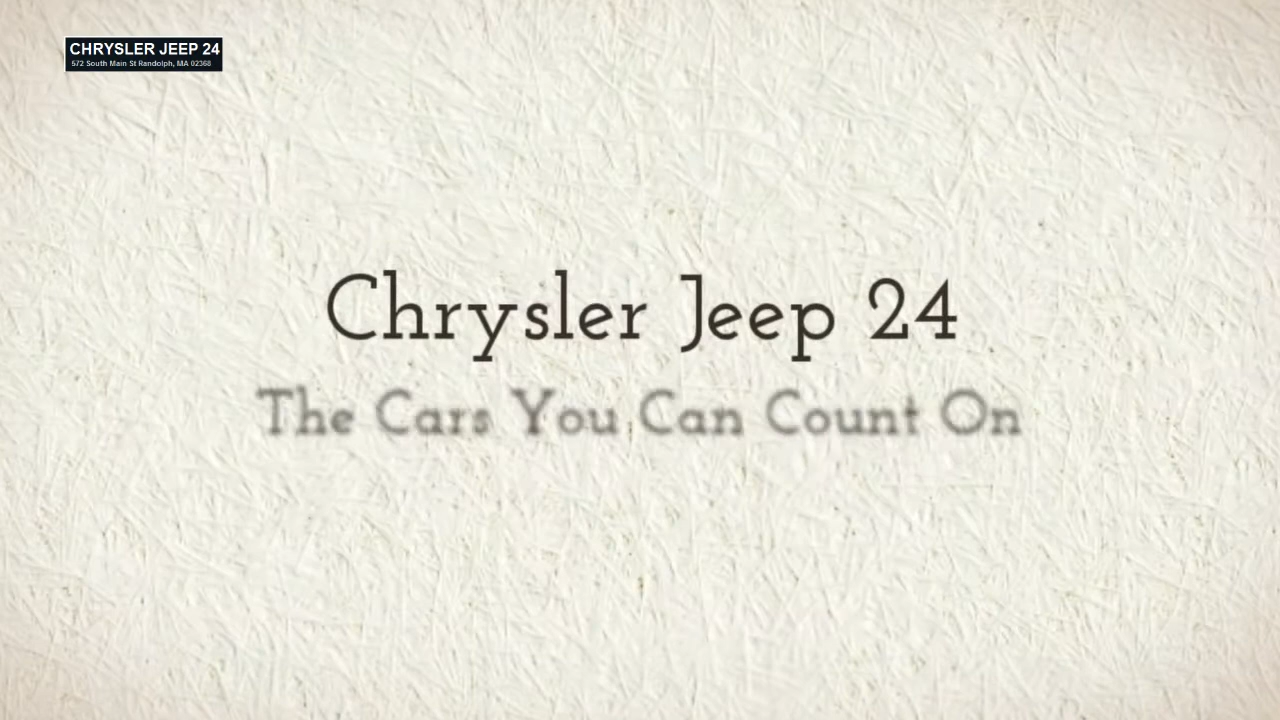 CHRYSLER JEEP 24
572 South Main St Randolph, MA 02368
Chrysler Jeep 24
The Cars You Can Count On